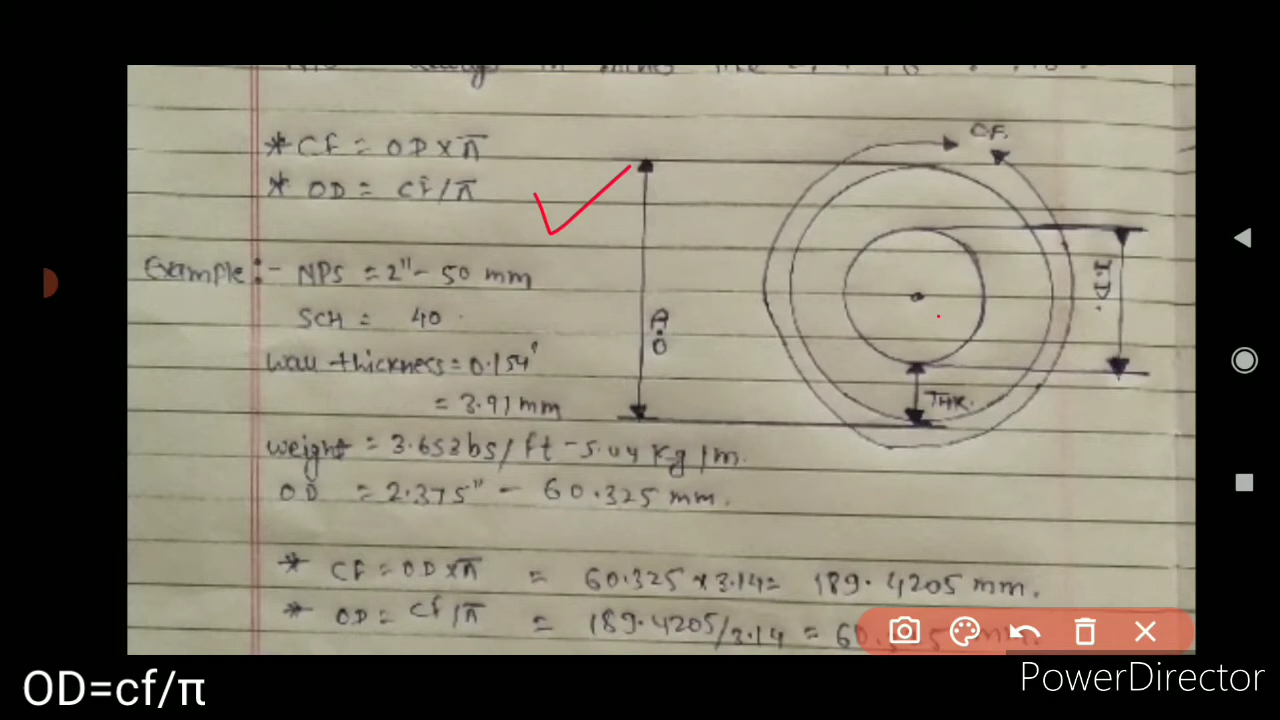 * CF = OD x π
* OD = CF/π
Example:- NPS = 2" - 50 mm
SCH = 40
wall thickness = 0.154"
= 3.91 mm
weight = 3.65 lbs/ft - 5.44 kg/m.
OD = 2.375" - 60.325 mm.
* CF = OD x π = 60.325 x 3.14 = 189.4205 mm.
* OD = CF/π = 189.4205/3.14 = 60.
CF.
I.D.
O.D
THK.
OD=cf/π
PowerDirector